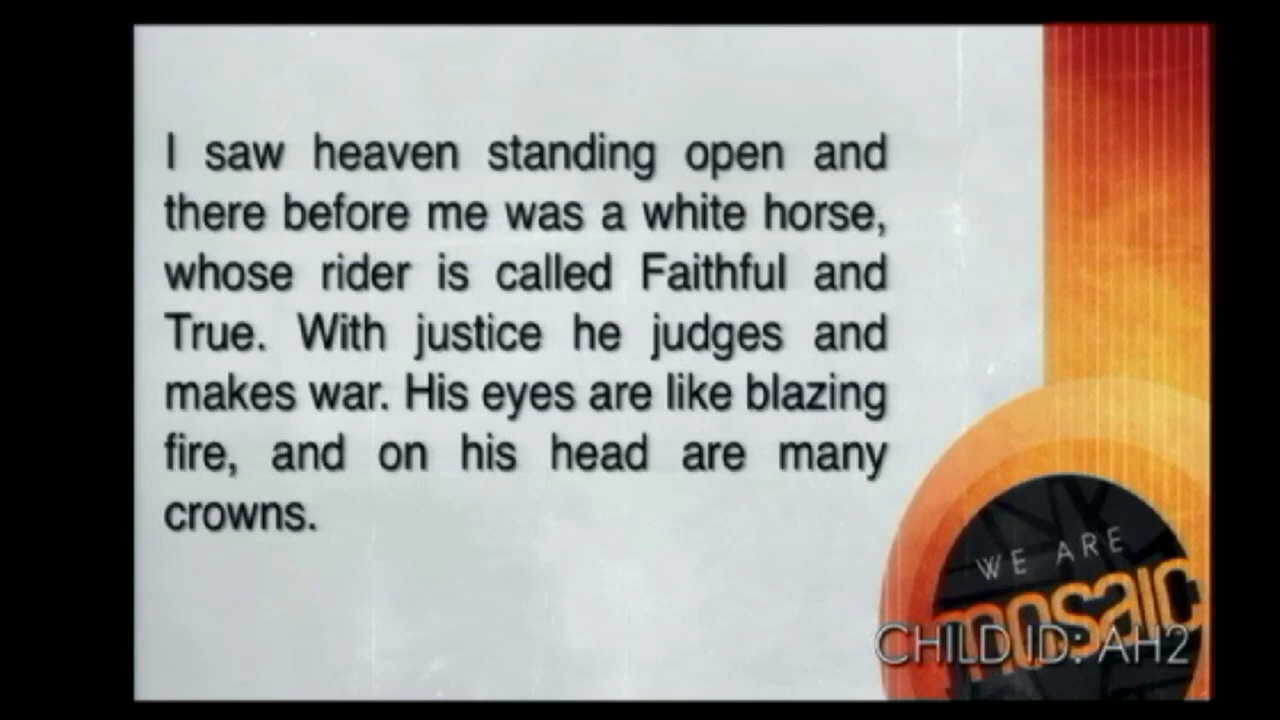 I saw heaven standing open and
there before me was a white horse,
whose rider is called Faithful and
True. With justice he judges and
makes war. His eyes are like blazing
fire, and on his head are many
crowns.
WE ARE
mosaic
CHILD ID: AH2